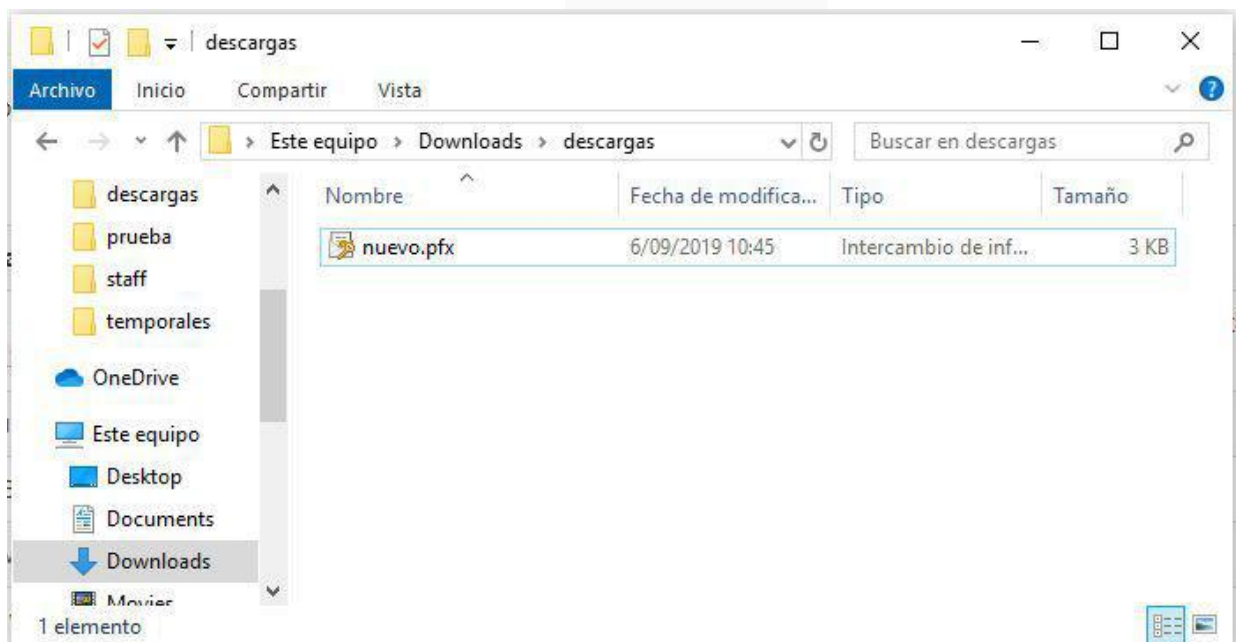 descargas
Archivo Inicio Compartir Vista
Este equipo > Downloads > descargas Buscar en descargas
Nombre Fecha de modifica... Tipo Tamaño
nuevo.pfx 6/09/2019 10:45 Intercambio de inf... 3 KB
descargas
prueba
staff
temporales
OneDrive
Este equipo
Desktop
Documents
Downloads
Movies
1 elemento